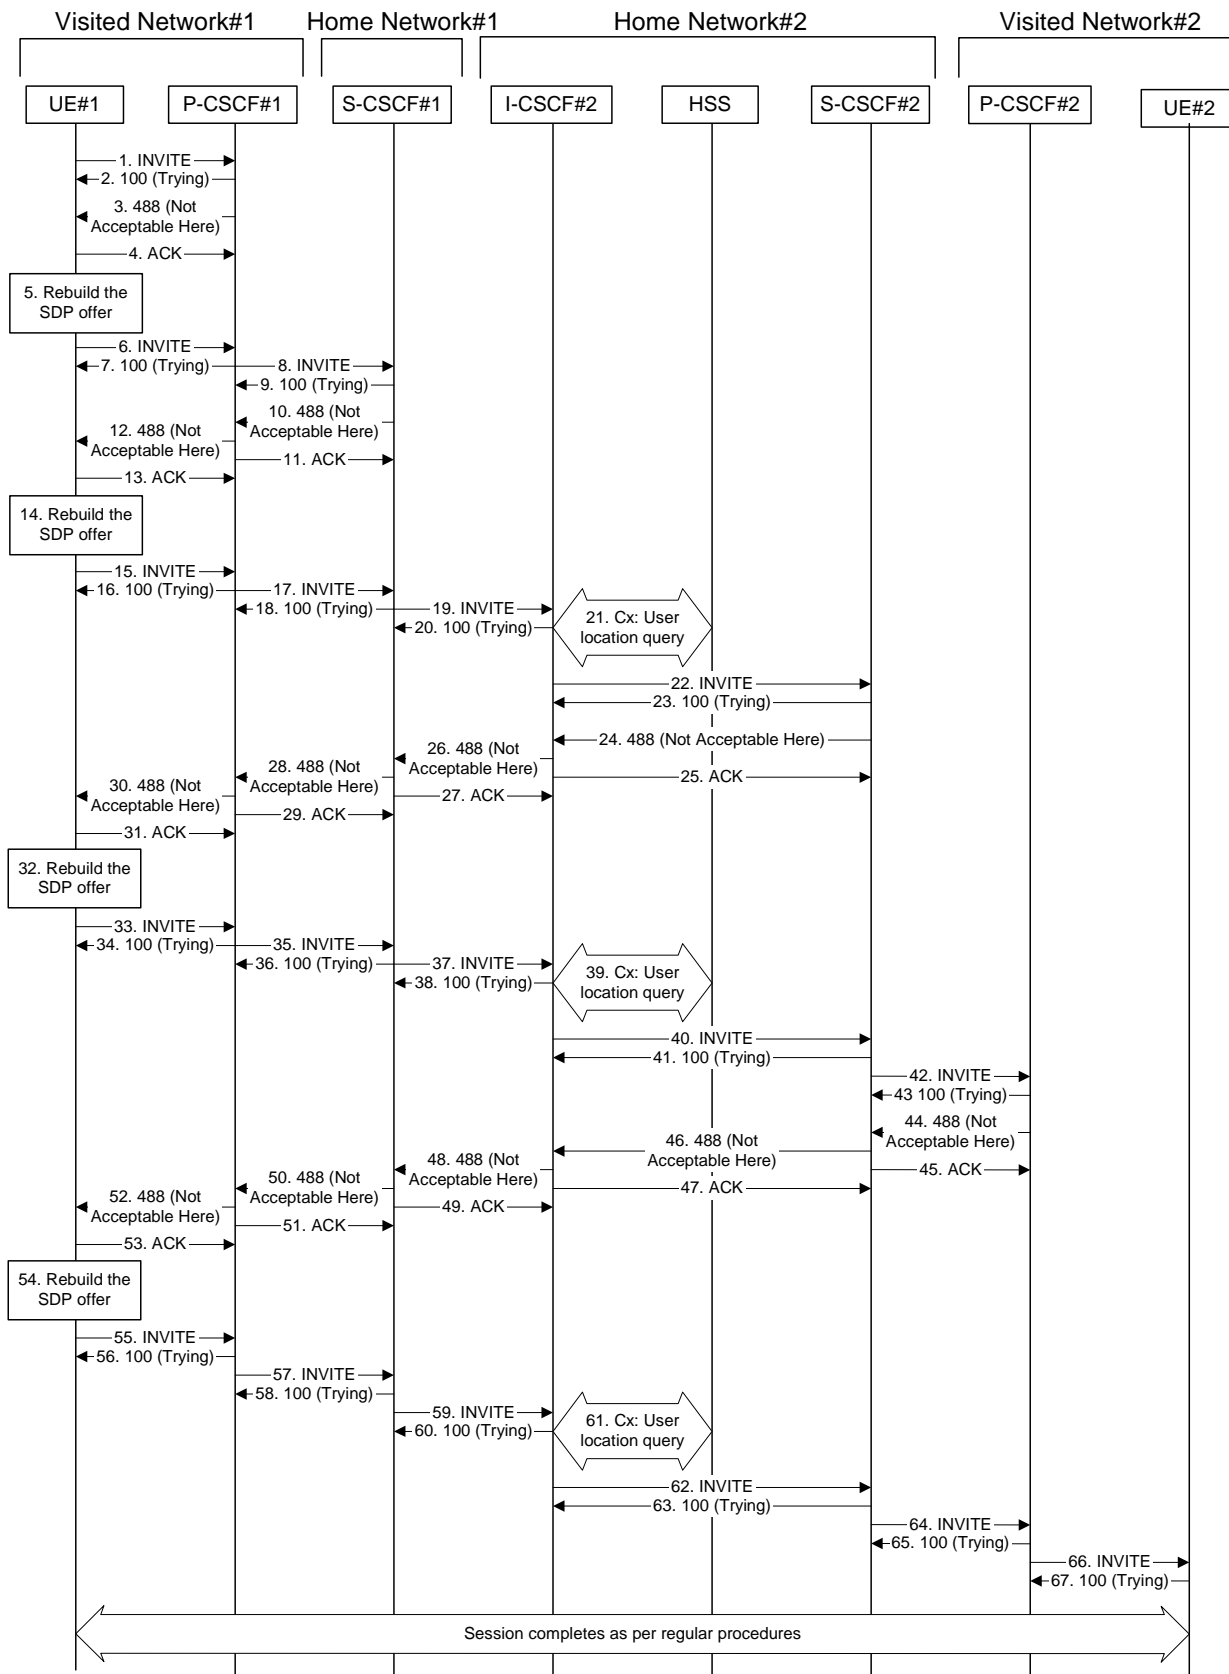 Visited Network#1
Home Network#1
Home Network#2
Visited Network#2
UE#1
P-CSCF#1
S-CSCF#1
I-CSCF#2
HSS
S-CSCF#2
P-CSCF#2
UE#2
1. INVITE
2. 100 (Trying)
3. 488 (Not
Acceptable Here)
4. ACK
5. Rebuild the
SDP offer
6. INVITE
7. 100 (Trying)
8. INVITE
9. 100 (Trying)
10. 488 (Not
Acceptable Here)
11. ACK
12. 488 (Not
Acceptable Here)
13. ACK
14. Rebuild the
SDP offer
15. INVITE
16. 100 (Trying)
17. INVITE
18. 100 (Trying)
19. INVITE
20. 100 (Trying)
21. Cx: User
location query
22. INVITE
23. 100 (Trying)
24. 488 (Not Acceptable Here)
25. ACK
26. 488 (Not
Acceptable Here)
27. ACK
28. 488 (Not
Acceptable Here)
29. ACK
30. 488 (Not
Acceptable Here)
31. ACK
32. Rebuild the
SDP offer
33. INVITE
34. 100 (Trying)
35. INVITE
36. 100 (Trying)
37. INVITE
38. 100 (Trying)
39. Cx: User
location query
40. INVITE
41. 100 (Trying)
42. INVITE
43 100 (Trying)
44. 488 (Not
Acceptable Here)
45. ACK
46. 488 (Not
Acceptable Here)
47. ACK
48. 488 (Not
Acceptable Here)
49. ACK
50. 488 (Not
Acceptable Here)
51. ACK
52. 488 (Not
Acceptable Here)
53. ACK
54. Rebuild the
SDP offer
55. INVITE
56. 100 (Trying)
57. INVITE
58. 100 (Trying)
59. INVITE
60. 100 (Trying)
61. Cx: User
location query
62. INVITE
63. 100 (Trying)
64. INVITE
65. 100 (Trying)
66. INVITE
67. 100 (Trying)
Session completes as per regular procedures